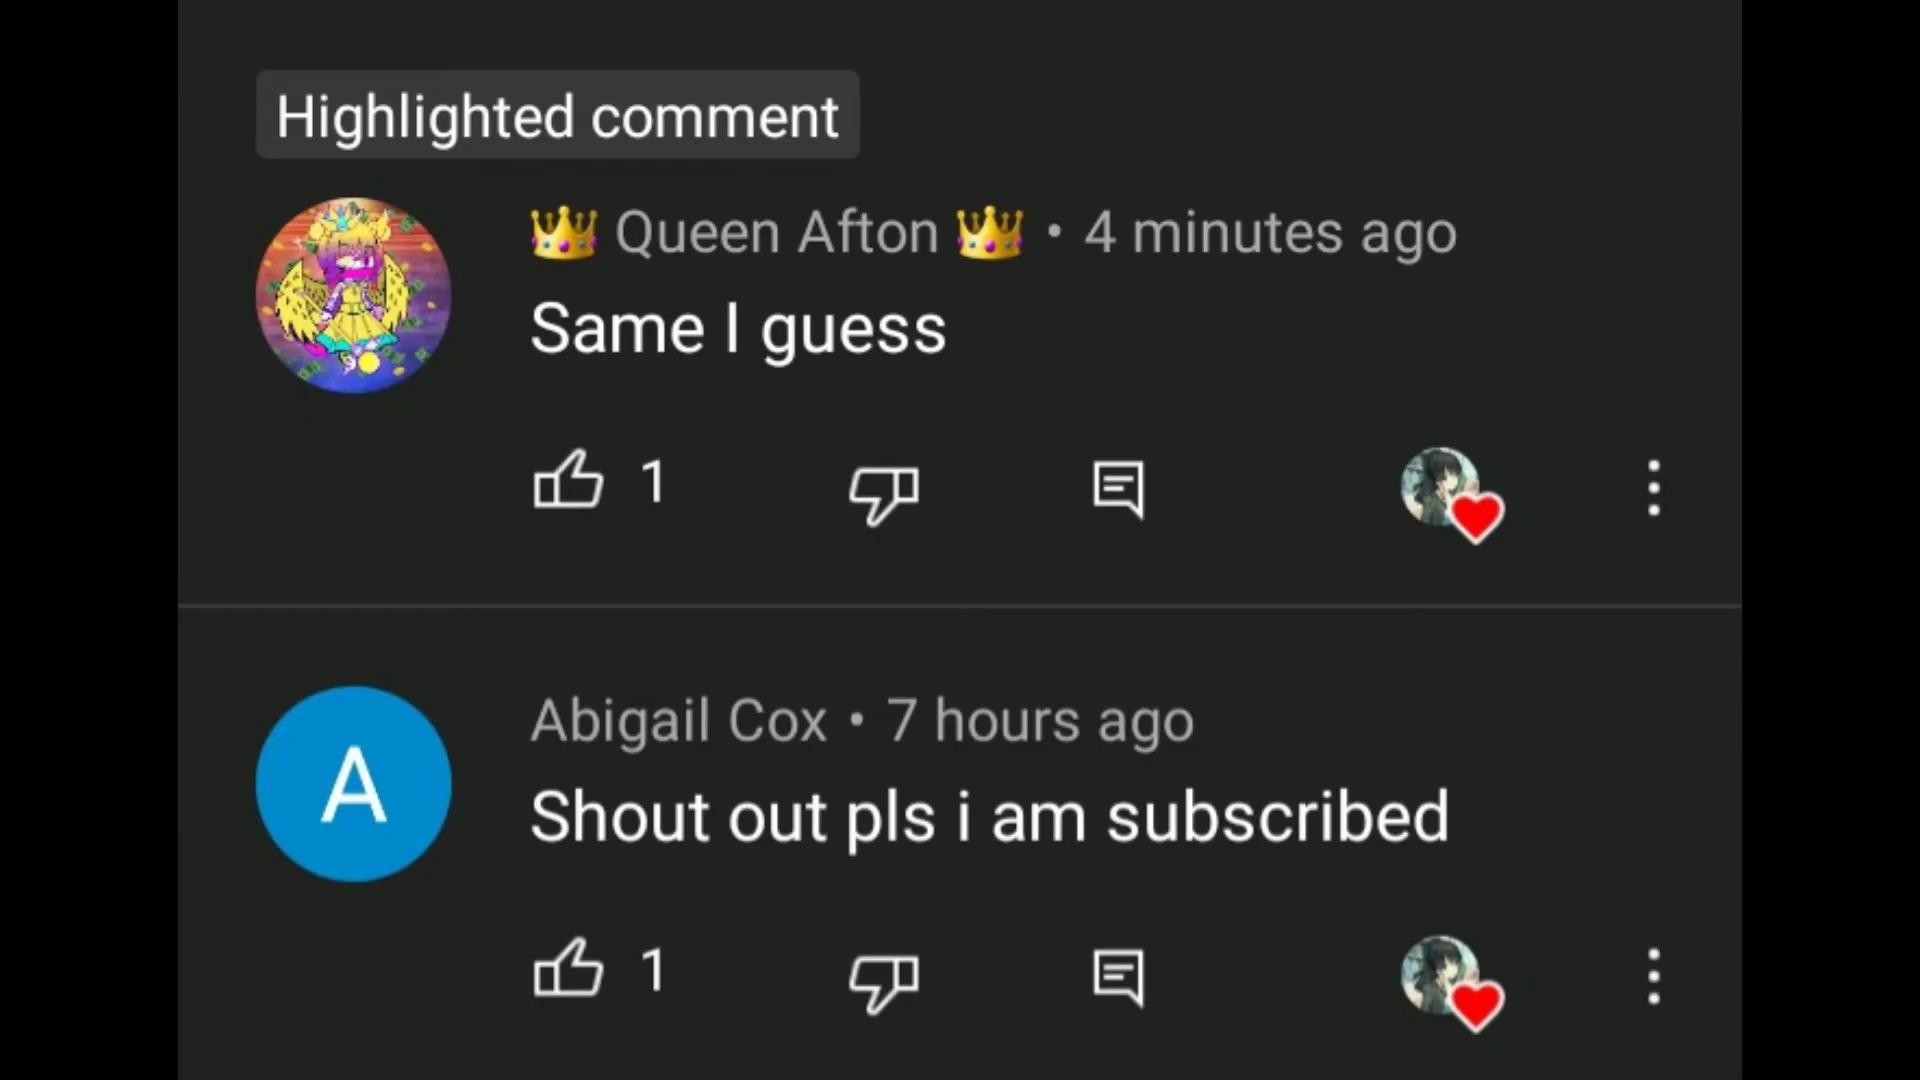 Highlighted comment
👑 Queen Afton 👑 • 4 minutes ago
Same I guess
1
A
Abigail Cox • 7 hours ago
Shout out pls i am subscribed
1